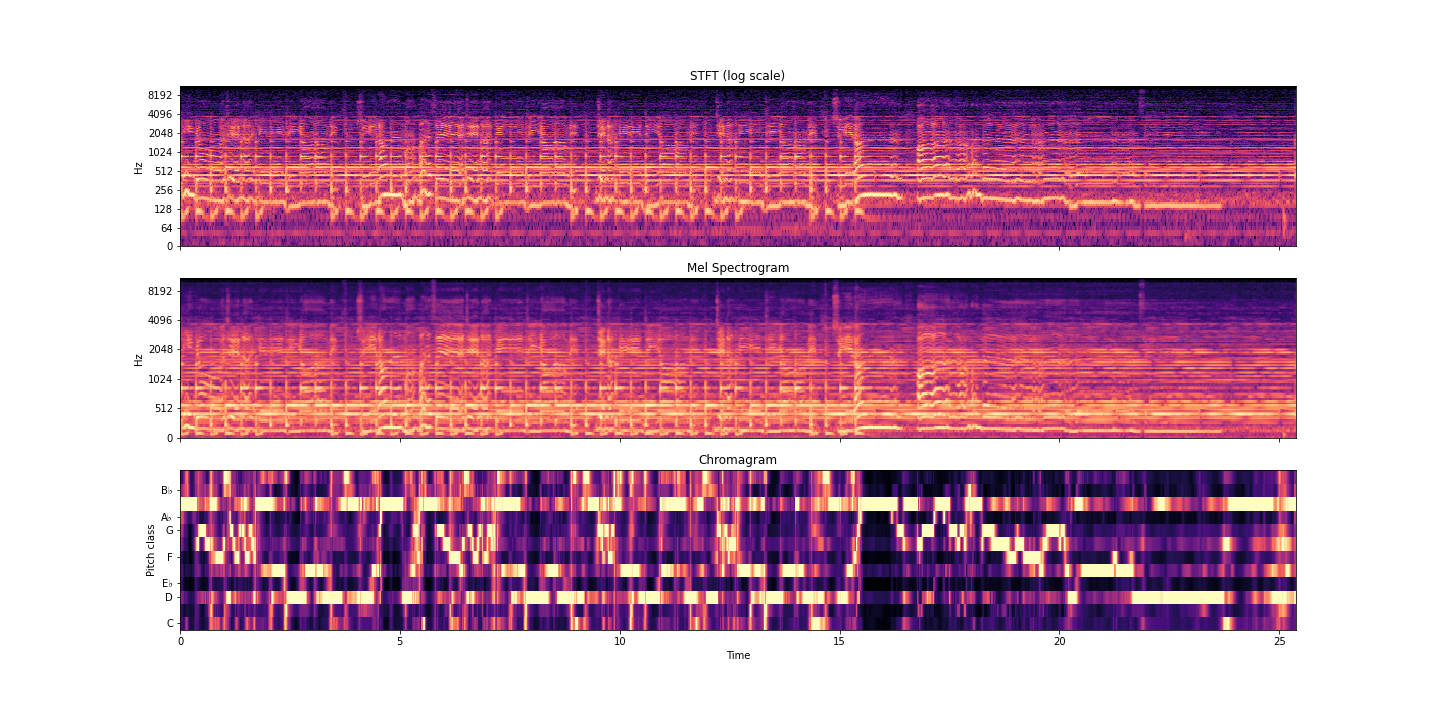 STFT (log scale)
8192
4096
2048
1024
512
256
128
64
0
Hz
Mel Spectrogram
8192
4096
2048
1024
512
0
Hz
Chromagram
B♭
A♭
G
F
E♭
D
C
Pitch class
0 5 10 15 20 25
Time